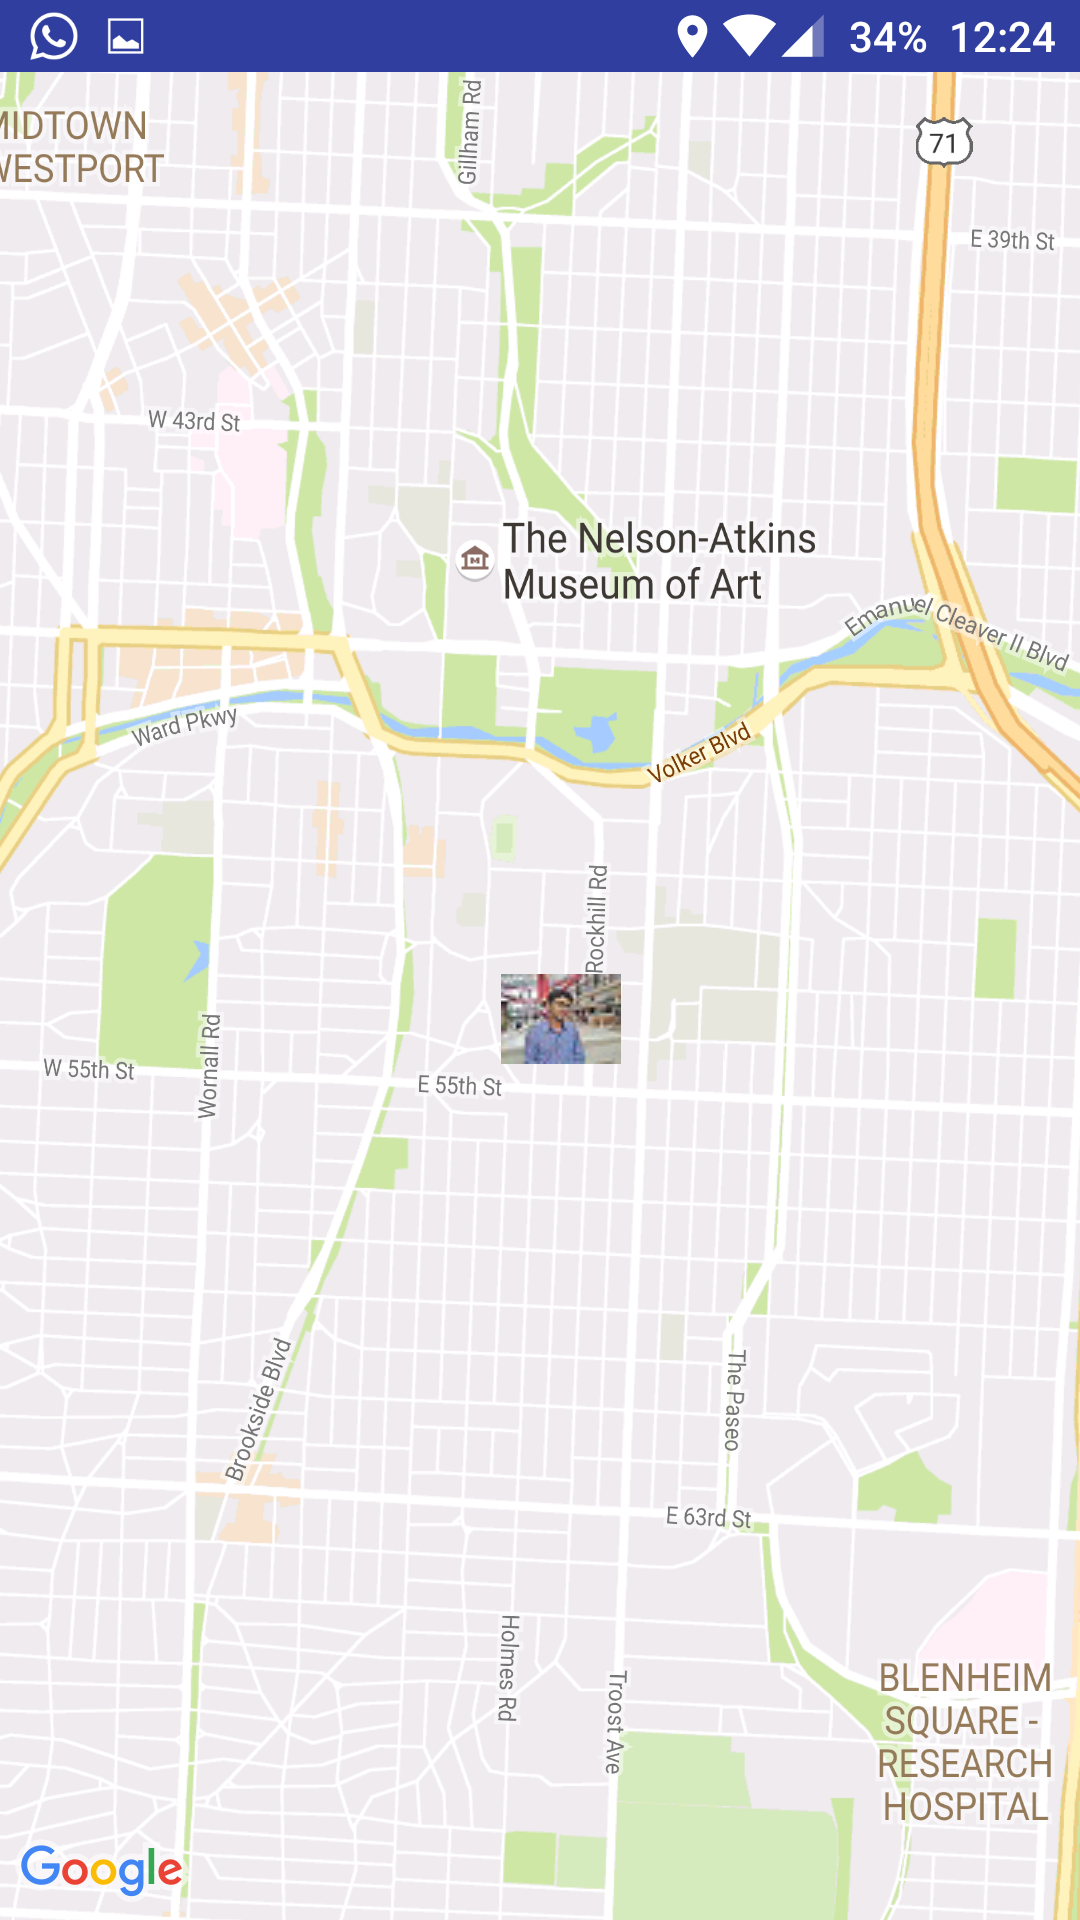 34% 12:24
MIDTOWN
WESTPORT
Gillham Rd
71
E 39th St
W 43rd St
The Nelson-Atkins
Museum of Art
Emanuel Cleaver II Blvd
Ward Pkwy
Volker Blvd
Rockhill Rd
Wornall Rd
W 55th St
E 55th St
Brookside Blvd
The Paseo
E 63rd St
Holmes Rd
Troost Ave
BLENHEIM
SQUARE -
RESEARCH
HOSPITAL
Google